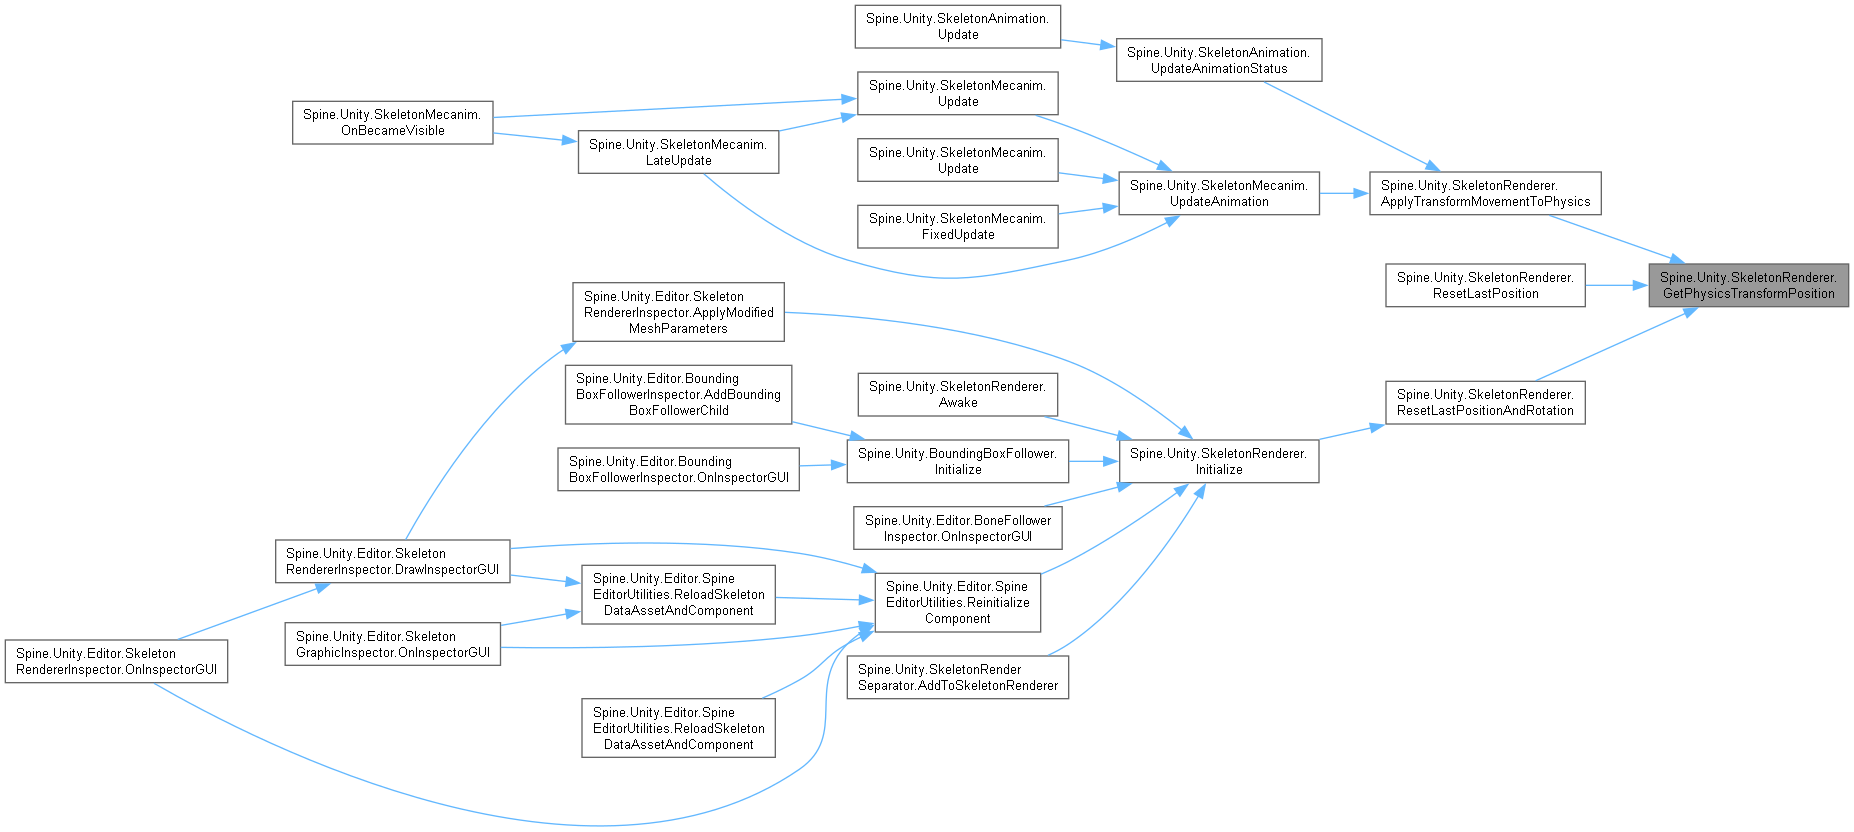 Spine.Unity.SkeletonAnimation.
Update
Spine.Unity.SkeletonAnimation.
UpdateAnimationStatus
Spine.Unity.SkeletonMecanim.
Update
Spine.Unity.SkeletonMecanim.
OnBecameVisible
Spine.Unity.SkeletonMecanim.
LateUpdate
Spine.Unity.SkeletonMecanim.
Update
Spine.Unity.SkeletonMecanim.
UpdateAnimation
Spine.Unity.SkeletonRenderer.
ApplyTransformMovementToPhysics
Spine.Unity.SkeletonMecanim.
FixedUpdate
Spine.Unity.SkeletonRenderer.
ResetLastPosition
Spine.Unity.SkeletonRenderer.
GetPhysicsTransformPosition
Spine.Unity.Editor.Skeleton
RendererInspector.ApplyModified
MeshParameters
Spine.Unity.Editor.Bounding
BoxFollowerInspector.AddBounding
BoxFollowerChild
Spine.Unity.SkeletonRenderer.
Awake
Spine.Unity.SkeletonRenderer.
ResetLastPositionAndRotation
Spine.Unity.Editor.Bounding
BoxFollowerInspector.OnInspectorGUI
Spine.Unity.BoundingBoxFollower.
Initialize
Spine.Unity.SkeletonRenderer.
Initialize
Spine.Unity.Editor.BoneFollower
Inspector.OnInspectorGUI
Spine.Unity.Editor.Skeleton
RendererInspector.DrawInspectorGUI
Spine.Unity.Editor.Spine
EditorUtilities.ReloadSkeleton
DataAssetAndComponent
Spine.Unity.Editor.Spine
EditorUtilities.Reinitialize
Component
Spine.Unity.Editor.Skeleton
GraphicInspector.OnInspectorGUI
Spine.Unity.Editor.Skeleton
RendererInspector.OnInspectorGUI
Spine.Unity.SkeletonRender
Separator.AddToSkeletonRenderer
Spine.Unity.Editor.Spine
EditorUtilities.ReloadSkeleton
DataAssetAndComponent